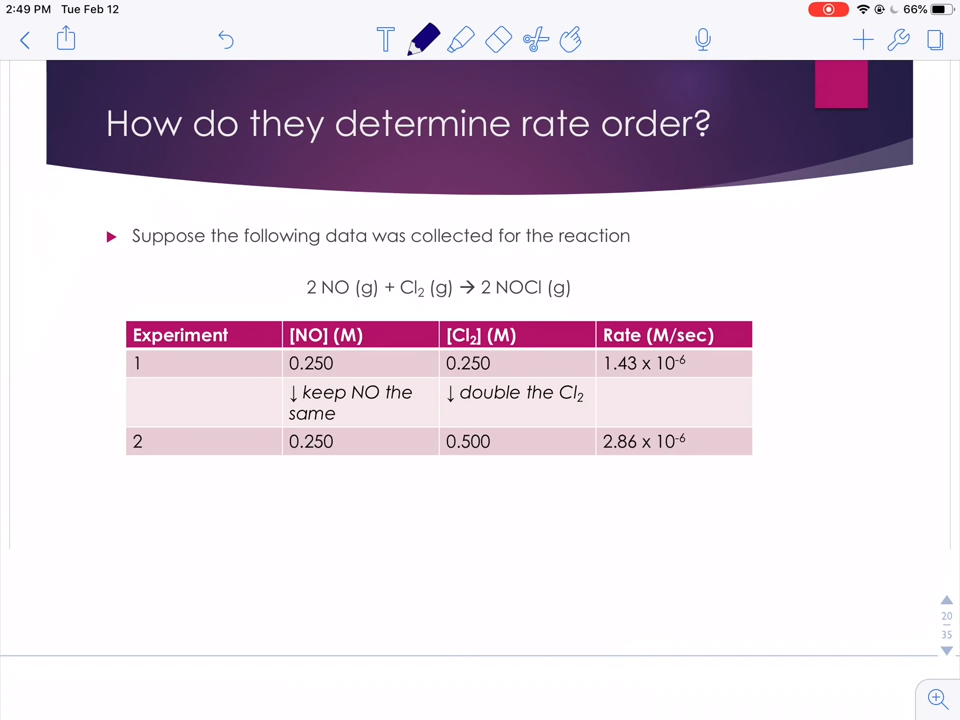 2:49 PM Tue Feb 12 66%
T
How do they determine rate order?
Suppose the following data was collected for the reaction
2 NO (g) + Cl₂ (g) → 2 NOCl (g)
Experiment [NO] (M) [Cl₂] (M) Rate (M/sec)
1 0.250 0.250 1.43 x 10⁻⁶
↓ keep NO the ↓ double the Cl₂
same
2 0.250 0.500 2.86 x 10⁻⁶
20
35